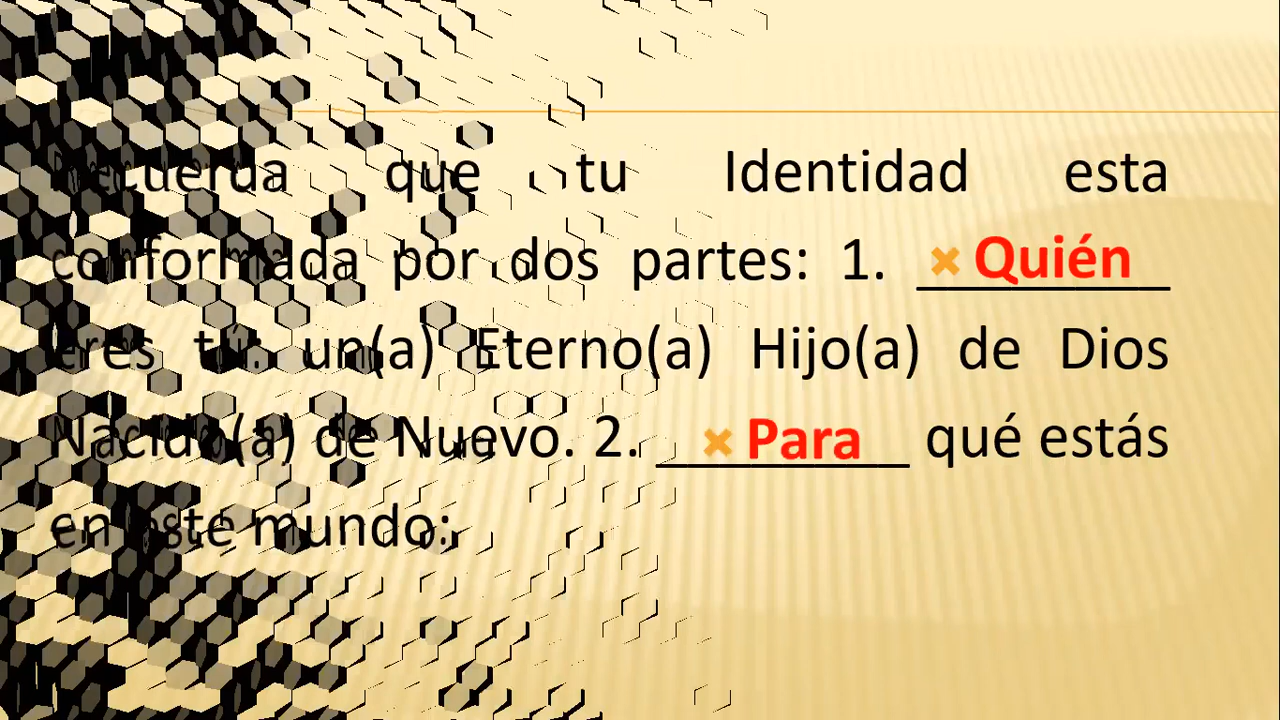 Recuerda que tu Identidad esta
conformada por dos partes: 1. Quién
eres tú: un(a) Eterno(a) Hijo(a) de Dios
Nacido(a) de Nuevo. 2. Para qué estás
en este mundo: